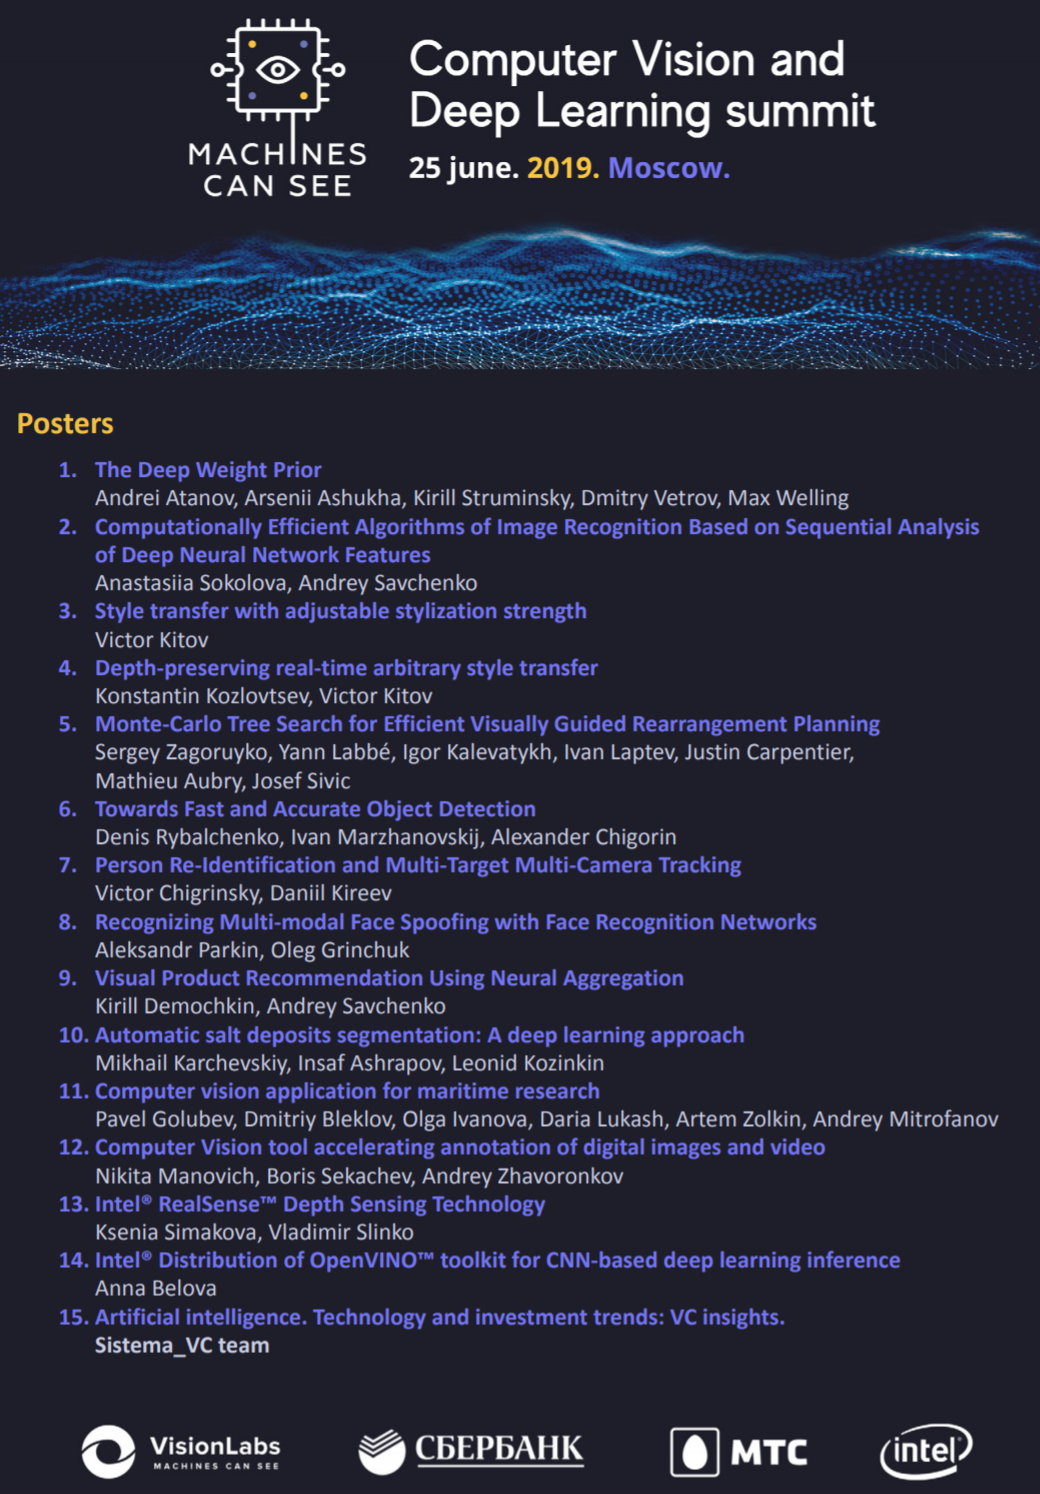 MACHINES
CAN SEE
Computer Vision and
Deep Learning summit
25 june. 2019. Moscow.
Posters
1. The Deep Weight Prior
Andrei Atanov, Arsenii Ashukha, Kirill Struminsky, Dmitry Vetrov, Max Welling
2. Computationally Efficient Algorithms of Image Recognition Based on Sequential Analysis
of Deep Neural Network Features
Anastasiia Sokolova, Andrey Savchenko
3. Style transfer with adjustable stylization strength
Victor Kitov
4. Depth-preserving real-time arbitrary style transfer
Konstantin Kozlovtsev, Victor Kitov
5. Monte-Carlo Tree Search for Efficient Visually Guided Rearrangement Planning
Sergey Zagoruyko, Yann Labbé, Igor Kalevatykh, Ivan Laptev, Justin Carpentier,
Mathieu Aubry, Josef Sivic
6. Towards Fast and Accurate Object Detection
Denis Rybalchenko, Ivan Marzhanovskij, Alexander Chigorin
7. Person Re-Identification and Multi-Target Multi-Camera Tracking
Victor Chigrinsky, Daniil Kireev
8. Recognizing Multi-modal Face Spoofing with Face Recognition Networks
Aleksandr Parkin, Oleg Grinchuk
9. Visual Product Recommendation Using Neural Aggregation
Kirill Demochkin, Andrey Savchenko
10. Automatic salt deposits segmentation: A deep learning approach
Mikhail Karchevskiy, Insaf Ashrapov, Leonid Kozinkin
11. Computer vision application for maritime research
Pavel Golubev, Dmitriy Bleklov, Olga Ivanova, Daria Lukash, Artem Zolkin, Andrey Mitrofanov
12. Computer Vision tool accelerating annotation of digital images and video
Nikita Manovich, Boris Sekachev, Andrey Zhavoronkov
13. Intel® RealSense™ Depth Sensing Technology
Ksenia Simakova, Vladimir Slinko
14. Intel® Distribution of OpenVINO™ toolkit for CNN-based deep learning inference
Anna Belova
15. Artificial intelligence. Technology and investment trends: VC insights.
Sistema_VC team
VisionLabs
MACHINES CAN SEE
СБЕРБАНК
МТС
intel